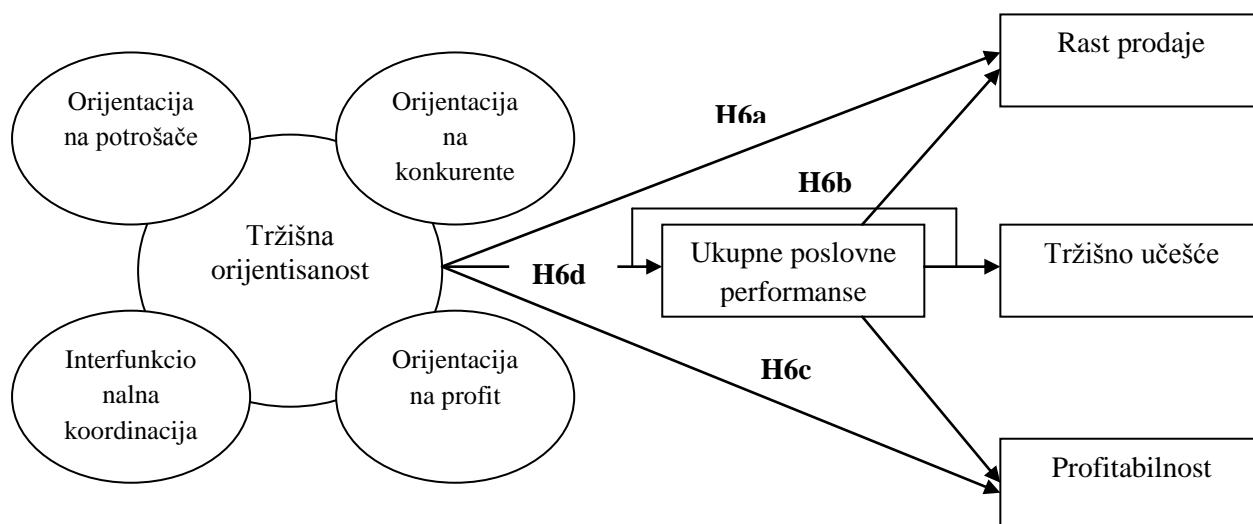 Orijentacija
na potrošače
Orijentacija
na
konkurente
Tržišna
orijentisanost
Interfunkcio
nalna
koordinacija
Orijentacija
na profit
H6a
H6b
H6d
H6c
Ukupne poslovne
performanse
Rast prodaje
Tržišno učešće
Profitabilnost